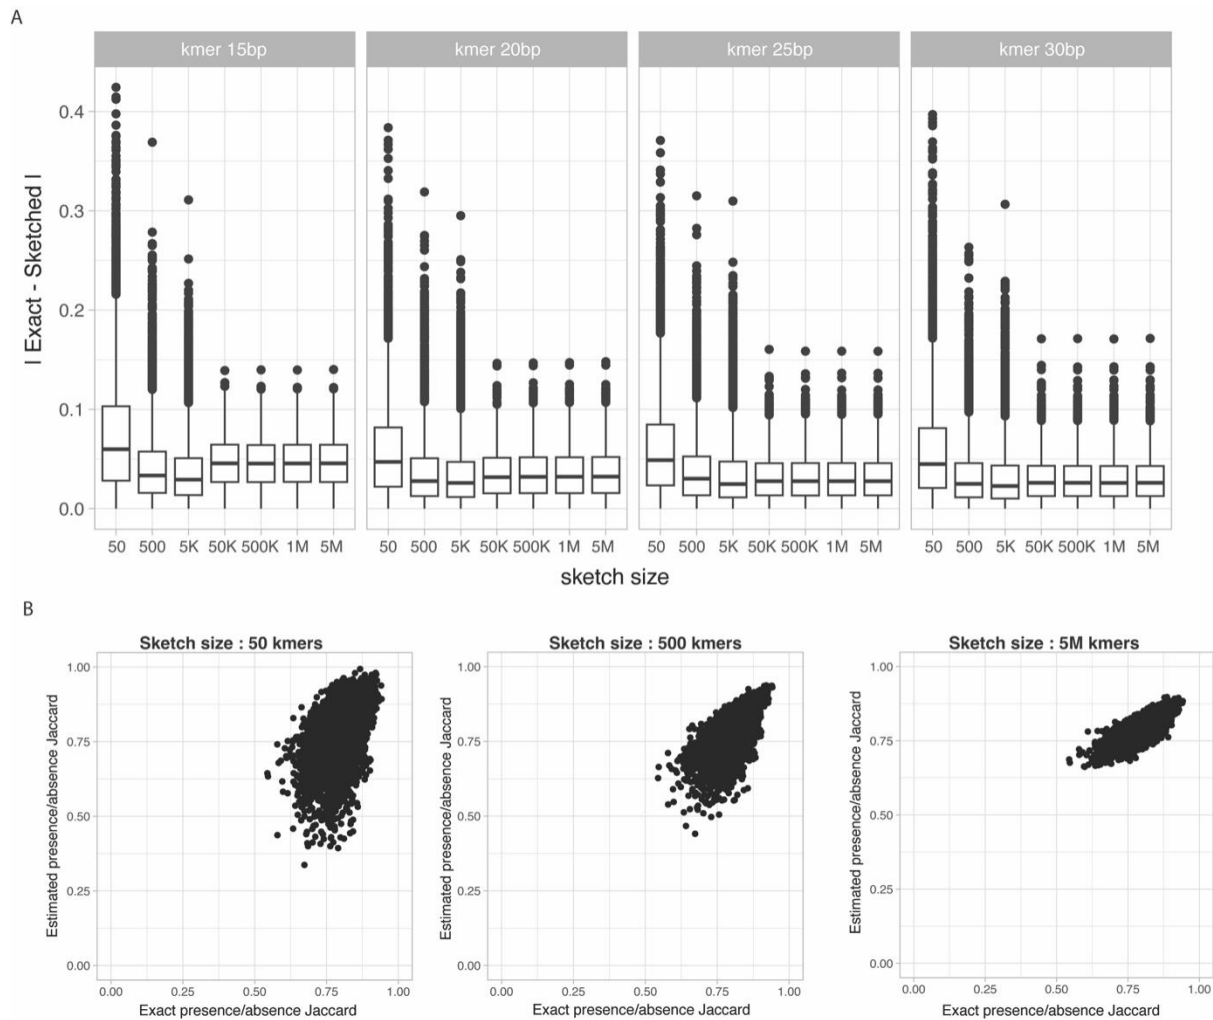 A
kmer 15bp kmer 20bp kmer 25bp kmer 30bp
| Exact - Sketched |
0.4
0.3
0.2
0.1
0.0
50 500 5K 50K 500K 1M 5M 50 500 5K 50K 500K 1M 5M 50 500 5K 50K 500K 1M 5M 50 500 5K 50K 500K 1M 5M
sketch size
B
Sketch size : 50 kmers
Estimated presence/absence Jaccard
1.00
0.75
0.50
0.25
0.00
0.00 0.25 0.50 0.75 1.00
Exact presence/absence Jaccard
Sketch size : 500 kmers
Estimated presence/absence Jaccard
1.00
0.75
0.50
0.25
0.00
0.00 0.25 0.50 0.75 1.00
Exact presence/absence Jaccard
Sketch size : 5M kmers
Estimated presence/absence Jaccard
1.00
0.75
0.50
0.25
0.00
0.00 0.25 0.50 0.75 1.00
Exact presence/absence Jaccard